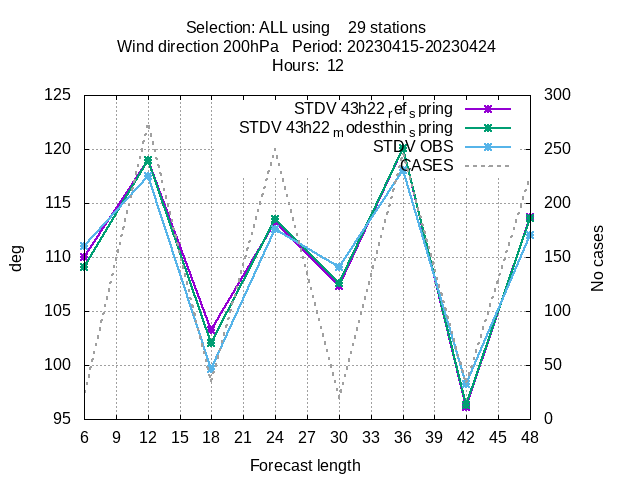 Selection: ALL using 29 stations
Wind direction 200hPa Period: 20230415-20230424
Hours: 12
125
120
115
110
105
100
95
deg
300
250
200
150
100
50
0
No cases
STDV 43h22 ref spring
STDV 43h22 modesthin spring
STDV OBS
CASES
6 9 12 15 18 21 24 27 30 33 36 39 42 45 48
Forecast length